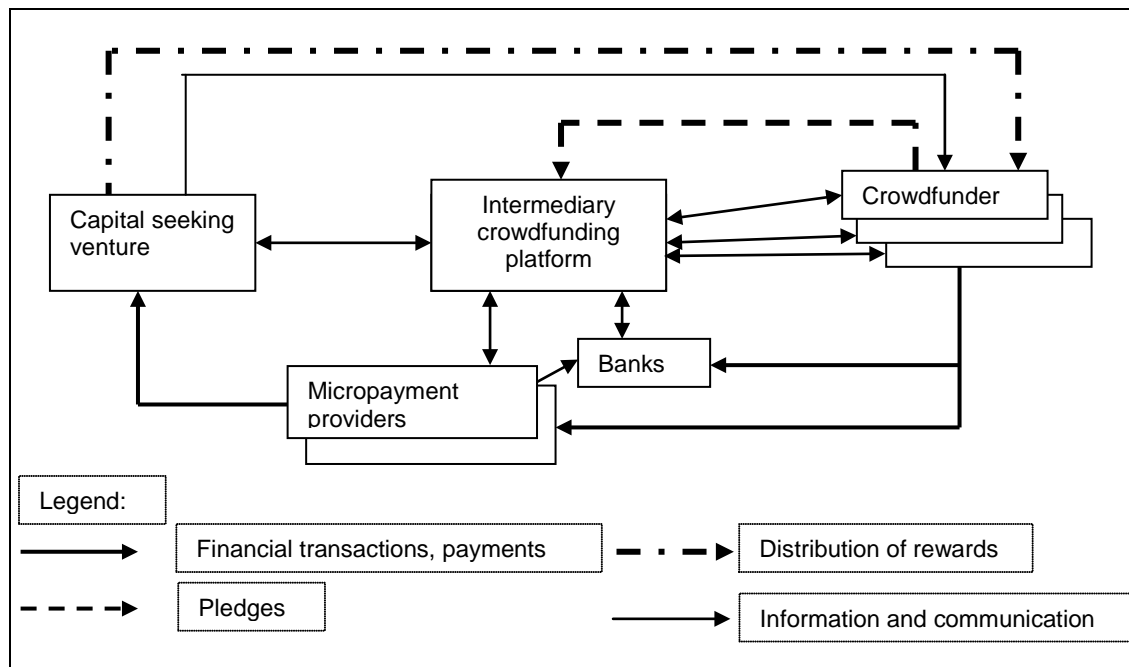 Capital seeking
venture
Intermediary
crowdfunding
platform
Crowdfunder
Banks
Micropayment
providers
Legend:
Financial transactions, payments
Distribution of rewards
Pledges
Information and communication